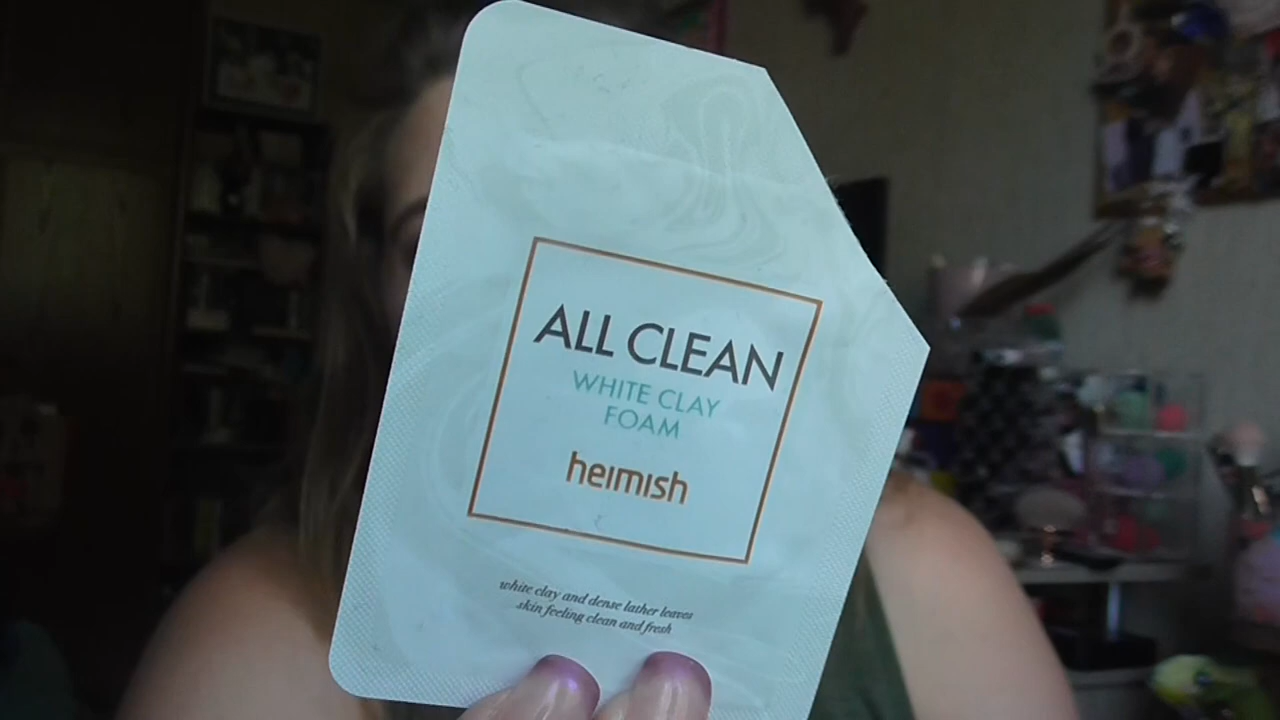 ALL CLEAN
WHITE CLAY
FOAM
heimish
white clay and dense lather leaves
skin feeling clean and fresh